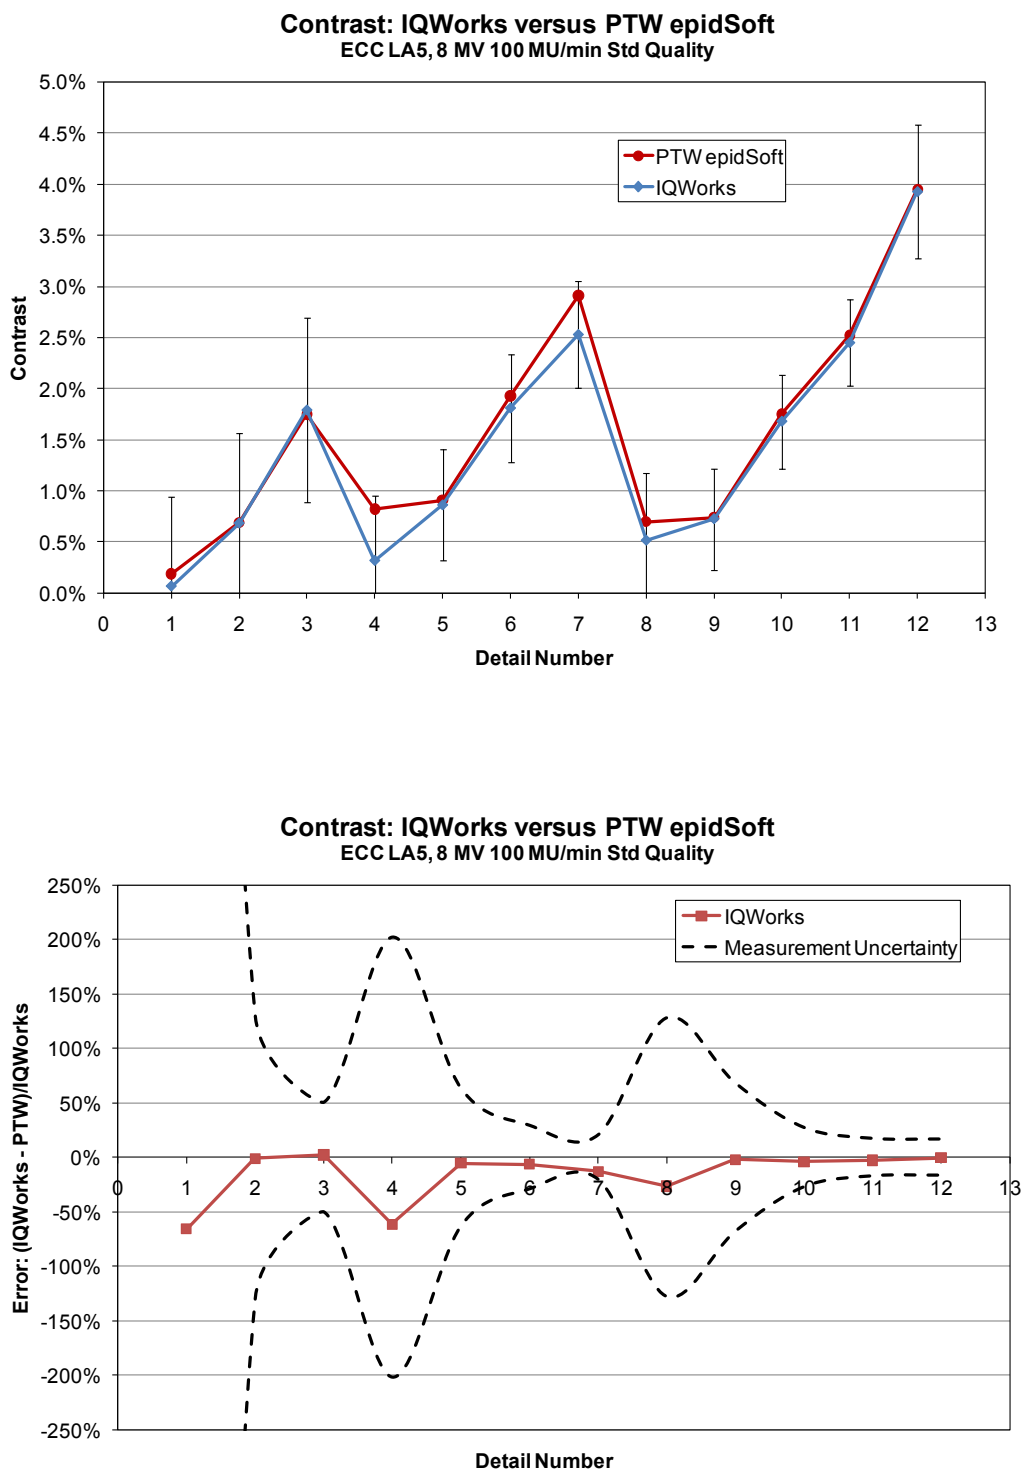 Contrast: IQWorks versus PTW epidSoft
ECC LA5, 8 MV 100 MU/min Std Quality
5.0%
4.5%
4.0%
3.5%
3.0%
2.5%
2.0%
1.5%
1.0%
0.5%
0.0%
Contrast
PTW epidSoft
IQWorks
0 1 2 3 4 5 6 7 8 9 10 11 12 13
Detail Number
Contrast: IQWorks versus PTW epidSoft
ECC LA5, 8 MV 100 MU/min Std Quality
250%
200%
150%
100%
50%
0%
-50%
-100%
-150%
-200%
-250%
Error: (IQWorks - PTW)/IQWorks
IQWorks
Measurement Uncertainty
0 1 2 3 4 5 6 7 8 9 10 11 12 13
Detail Number